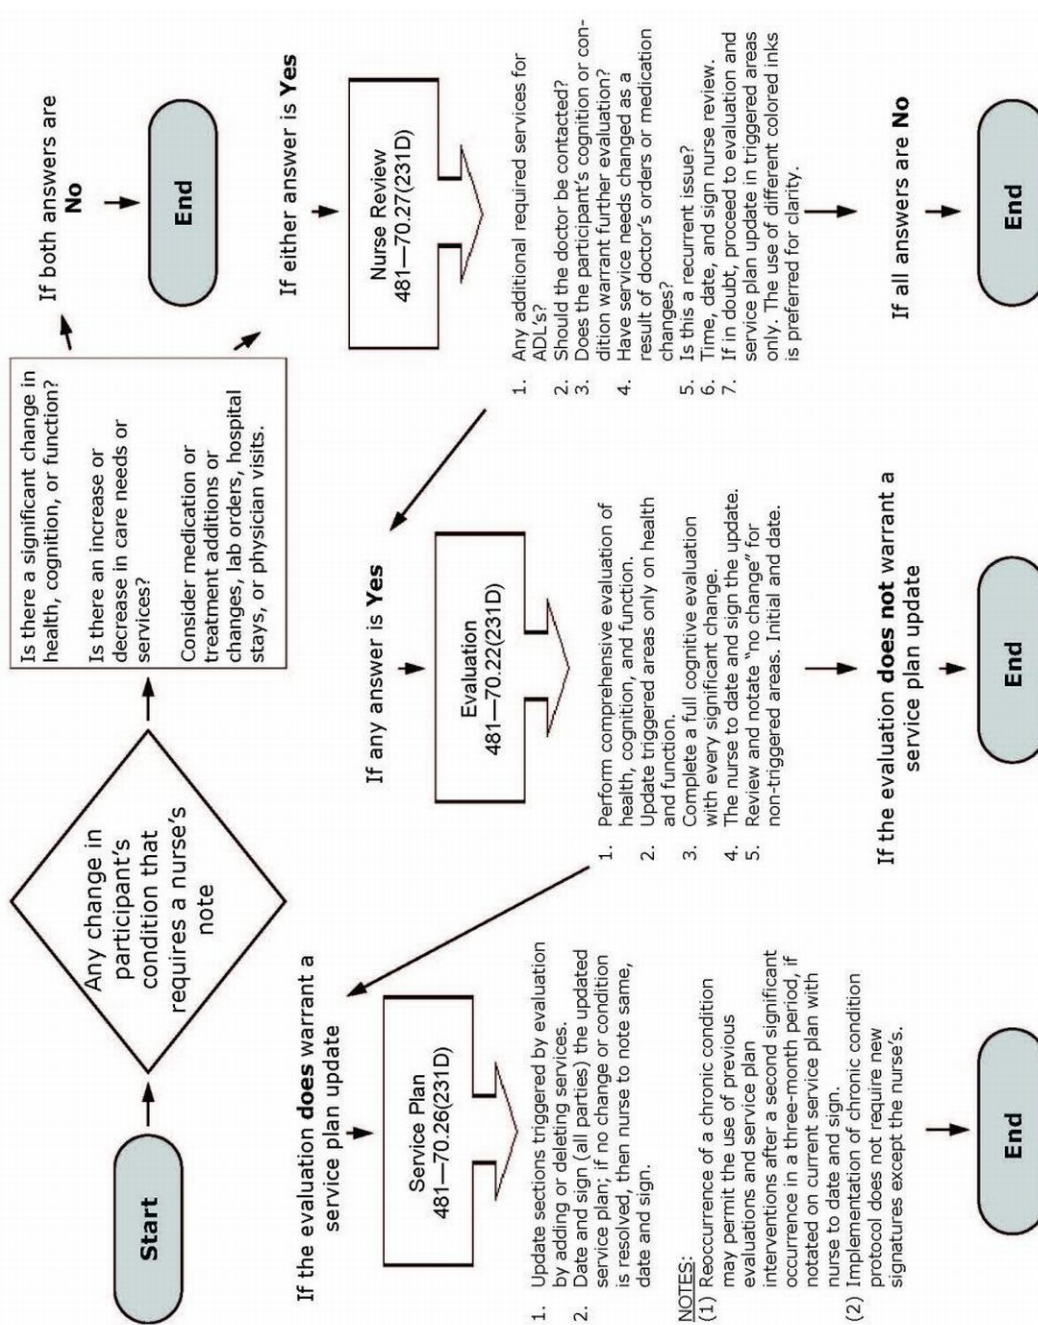 Start
Any change in
participant's
condition that
requires a nurse's
note
Is there a significant change in
health, cognition, or function?
Is there an increase or
decrease in care needs or
services?
Consider medication or
treatment additions or
changes, lab orders, hospital
stays, or physician visits.
If both answers are
No
End
If either answer is Yes
Nurse Review
481—70.27(231D)
1. Any additional required services for
ADL's?
2. Should the doctor be contacted?
3. Does the participant's cognition or con-
dition warrant further evaluation?
4. Have service needs changed as a
result of doctor's orders or medication
changes?
5. Is this a recurrent issue?
6. Time, date, and sign nurse review.
7. If in doubt, proceed to evaluation and
service plan update in triggered areas
only. The use of different colored inks
is preferred for clarity.
If all answers are No
End
If any answer is Yes
Evaluation
481—70.22(231D)
1. Perform comprehensive evaluation of
health, cognition, and function.
2. Update triggered areas only on health
and function.
3. Complete a full cognitive evaluation
with every significant change.
4. The nurse to date and sign the update.
5. Review and notate "no change" for
non-triggered areas. Initial and date.
If the evaluation does not warrant a
service plan update
End
If the evaluation does warrant a
service plan update
Service Plan
481—70.26(231D)
1. Update sections triggered by evaluation
by adding or deleting services.
2. Date and sign (all parties) the updated
service plan; if no change or condition
is resolved, then nurse to note same,
date and sign.
NOTES:
(1) Reoccurrence of a chronic condition
may permit the use of previous
evaluations and service plan
interventions after a second significant
occurrence in a three-month period, if
notated on current service plan with
nurse to date and sign.
(2) Implementation of chronic condition
protocol does not require new
signatures except the nurse's.
End